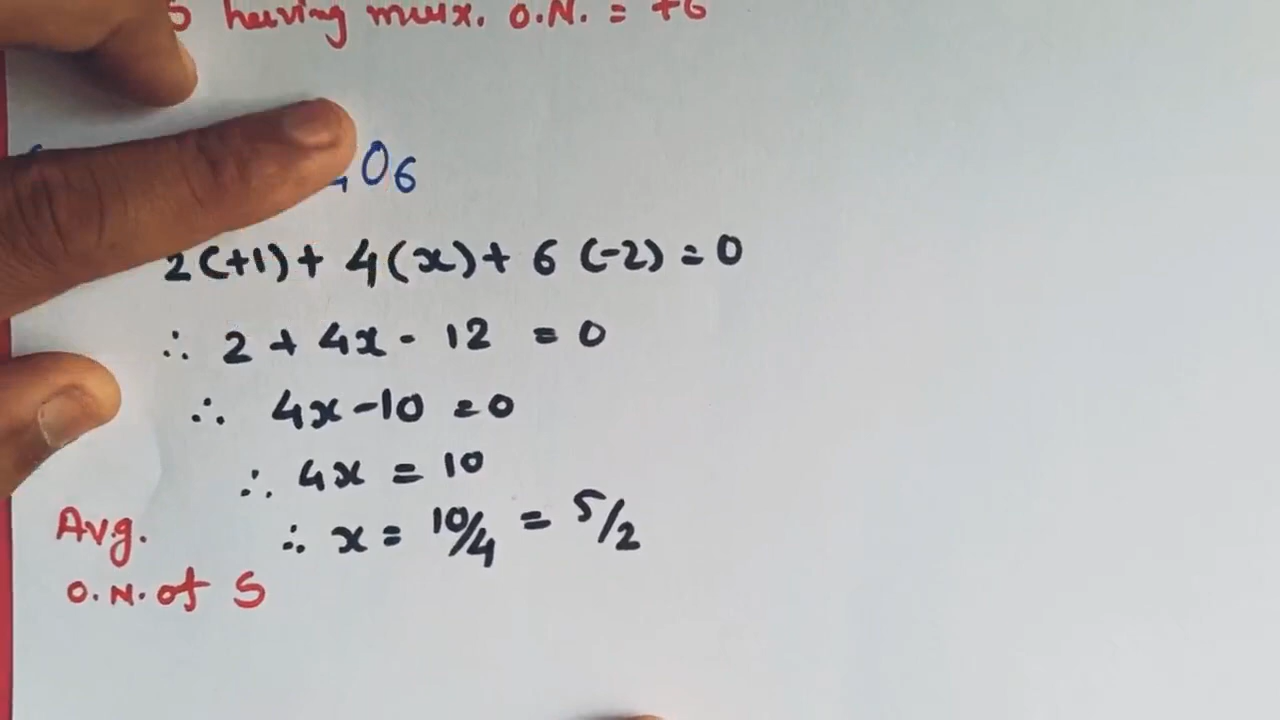 S having max. O.N. = +6
4O6
2(+1) + 4(x) + 6 (-2) = 0
∴ 2 + 4x - 12 = 0
∴ 4x - 10 = 0
∴ 4x = 10
∴ x = 10/4 = 5/2
Avg.
O.N. of S